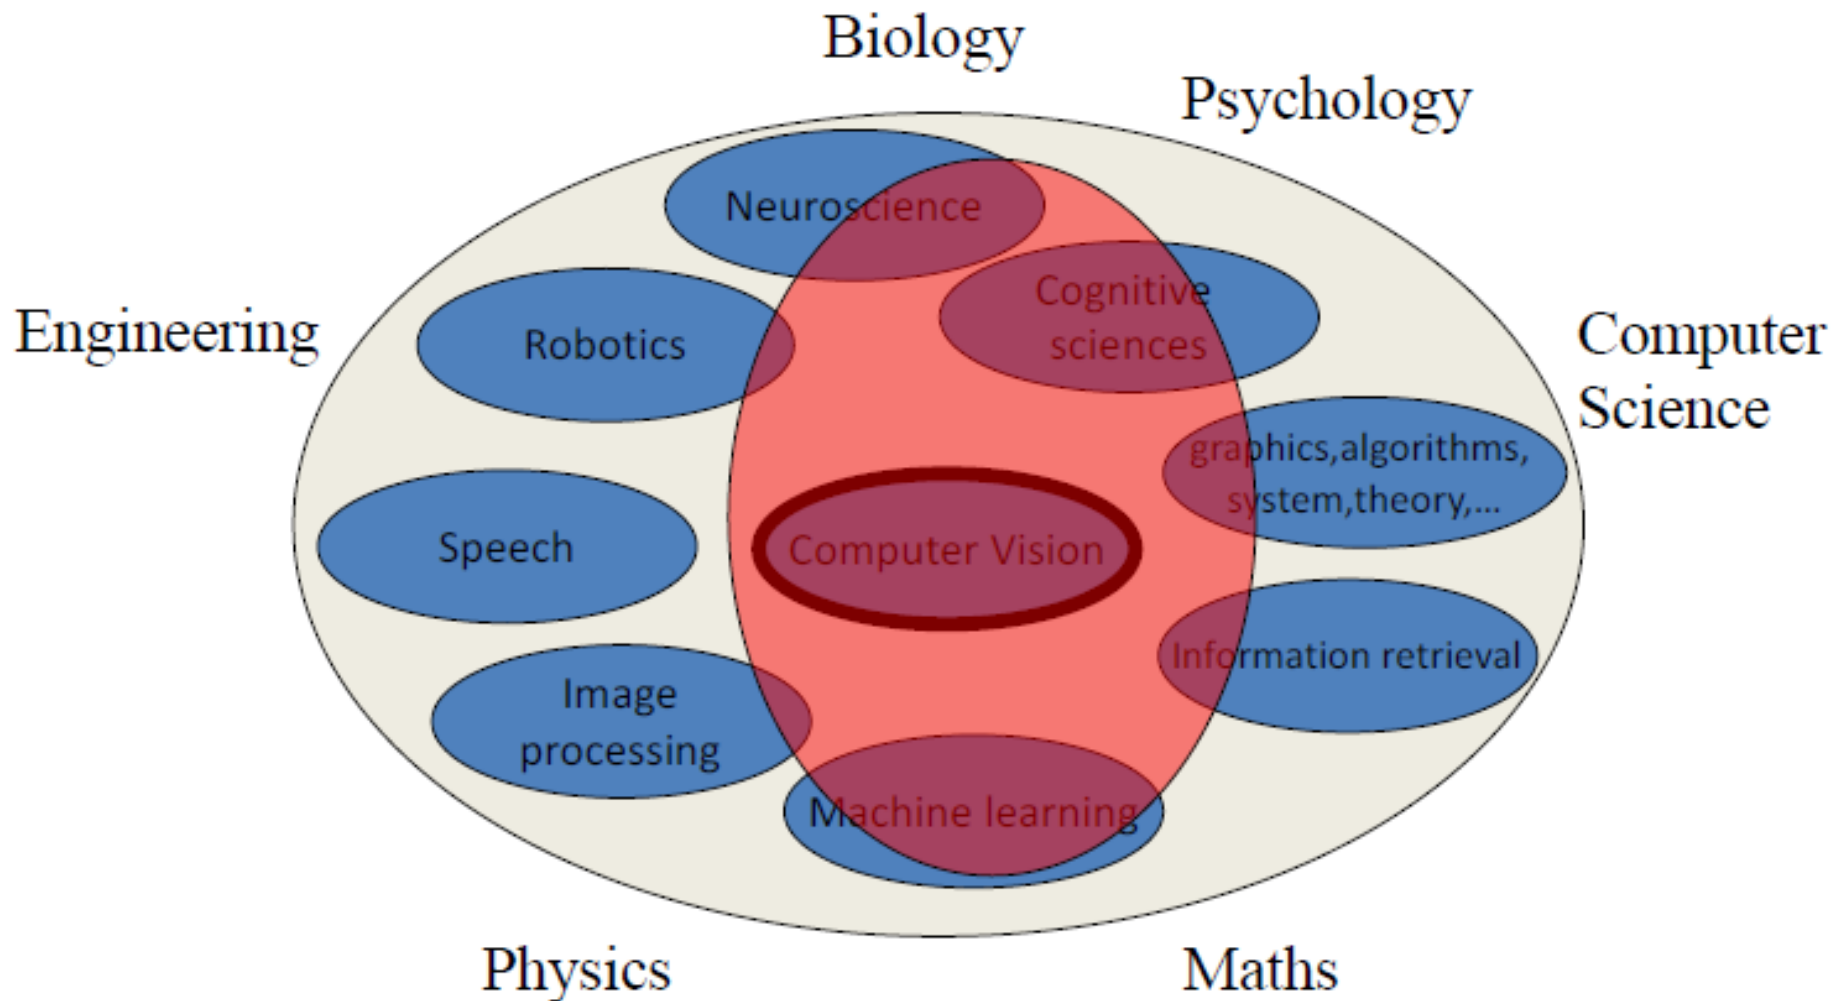 Biology
Psychology
Neuroscience
Cognitive
sciences
Engineering
Robotics
Computer
Science
graphics,algorithms,
system,theory,...
Speech
Computer Vision
Information retrieval
Image
processing
Machine learning
Physics
Maths